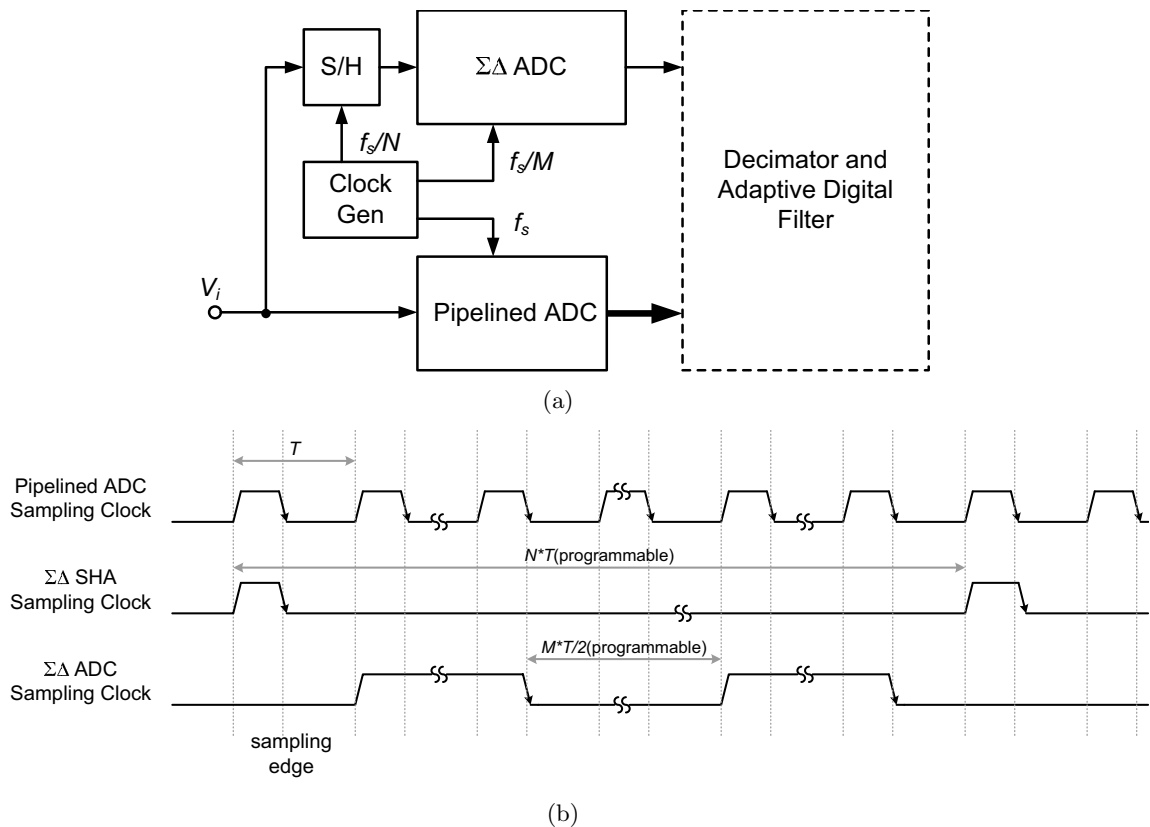 S/H
ΣΔ ADC
f_s/N
f_s/M
Clock
Gen
f_s
Decimator and
Adaptive Digital
Filter
V_i
Pipelined ADC
(a)
T
Pipelined ADC
Sampling Clock
N*T(programmable)
ΣΔ SHA
Sampling Clock
M*T/2(programmable)
ΣΔ ADC
Sampling Clock
sampling
edge
(b)